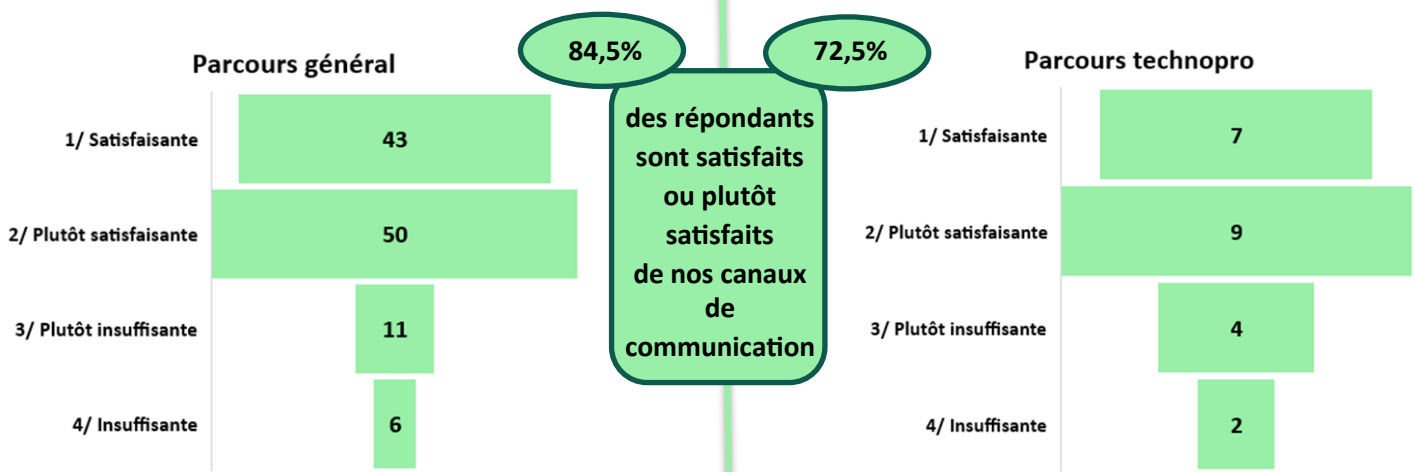 84,5%
72,5%
Parcours général
1/ Satisfaisante
43
2/ Plutôt satisfaisante
50
3/ Plutôt insuffisante
11
4/ Insuffisante
6
des répondants
sont satisfaits
ou plutôt
satisfaits
de nos canaux
de
communication
Parcours technopro
1/ Satisfaisante
7
2/ Plutôt satisfaisante
9
3/ Plutôt insuffisante
4
4/ Insuffisante
2